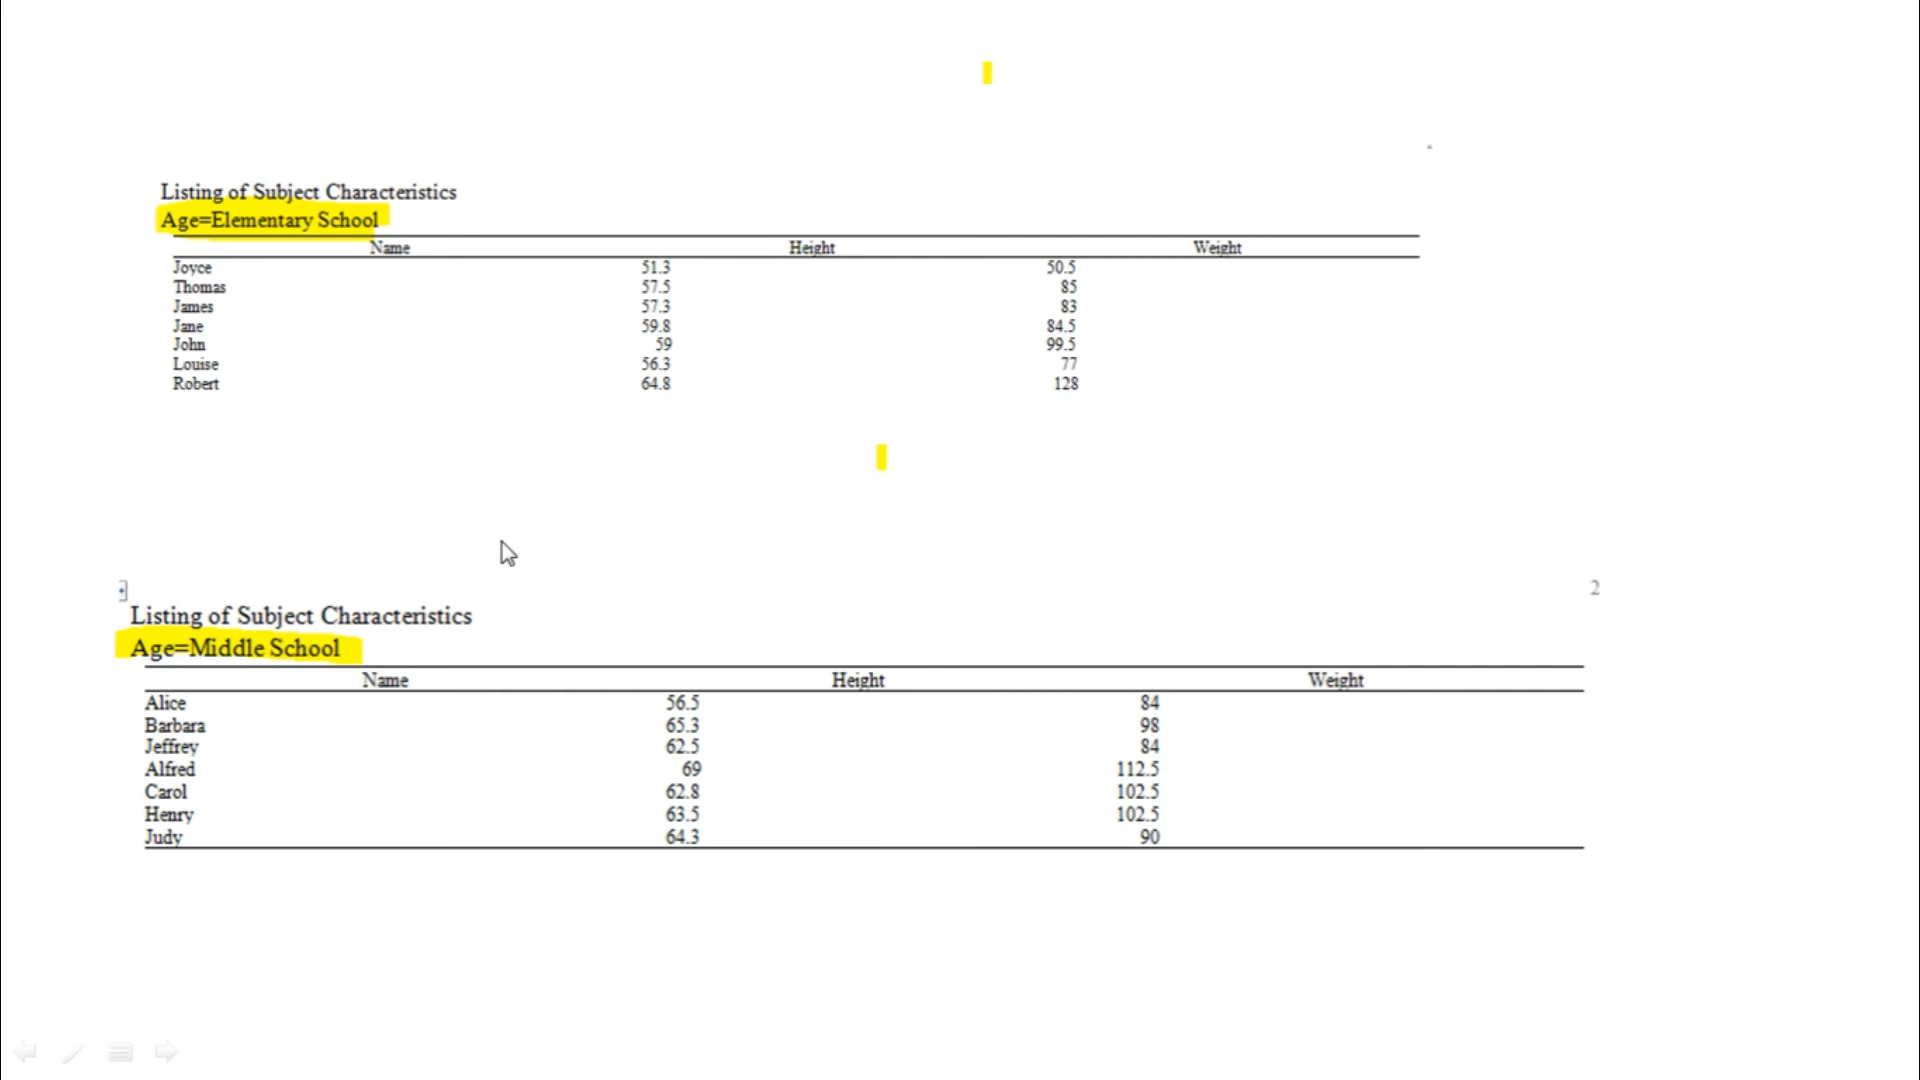 Listing of Subject Characteristics
Age=Elementary School
Name Height Weight
Joyce 51.3 50.5
Thomas 57.5 85
James 57.3 83
Jane 59.8 84.5
John 59 99.5
Louise 56.3 77
Robert 64.8 128
2
Listing of Subject Characteristics
Age=Middle School
Name Height Weight
Alice 56.5 84
Barbara 65.3 98
Jeffrey 62.5 84
Alfred 69 112.5
Carol 62.8 102.5
Henry 63.5 102.5
Judy 64.3 90